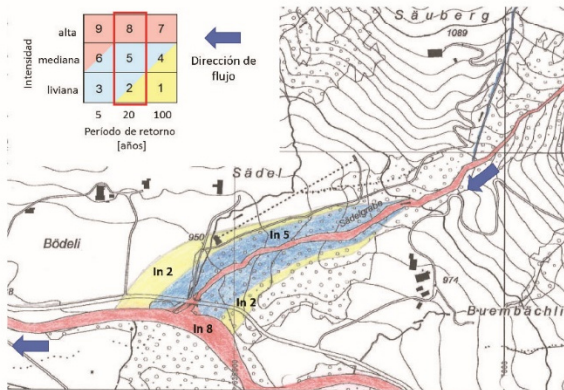 Intensidad
alta 9 8 7
mediana 6 5 4
liviana 3 2 1
5 20 100
Período de retorno
[años]
Dirección de
flujo
Säuberg
1089
Sädel
Sädelgrabe
950
Bödeli
In 5
In 2
In 2
In 8
974
Buembächli
8